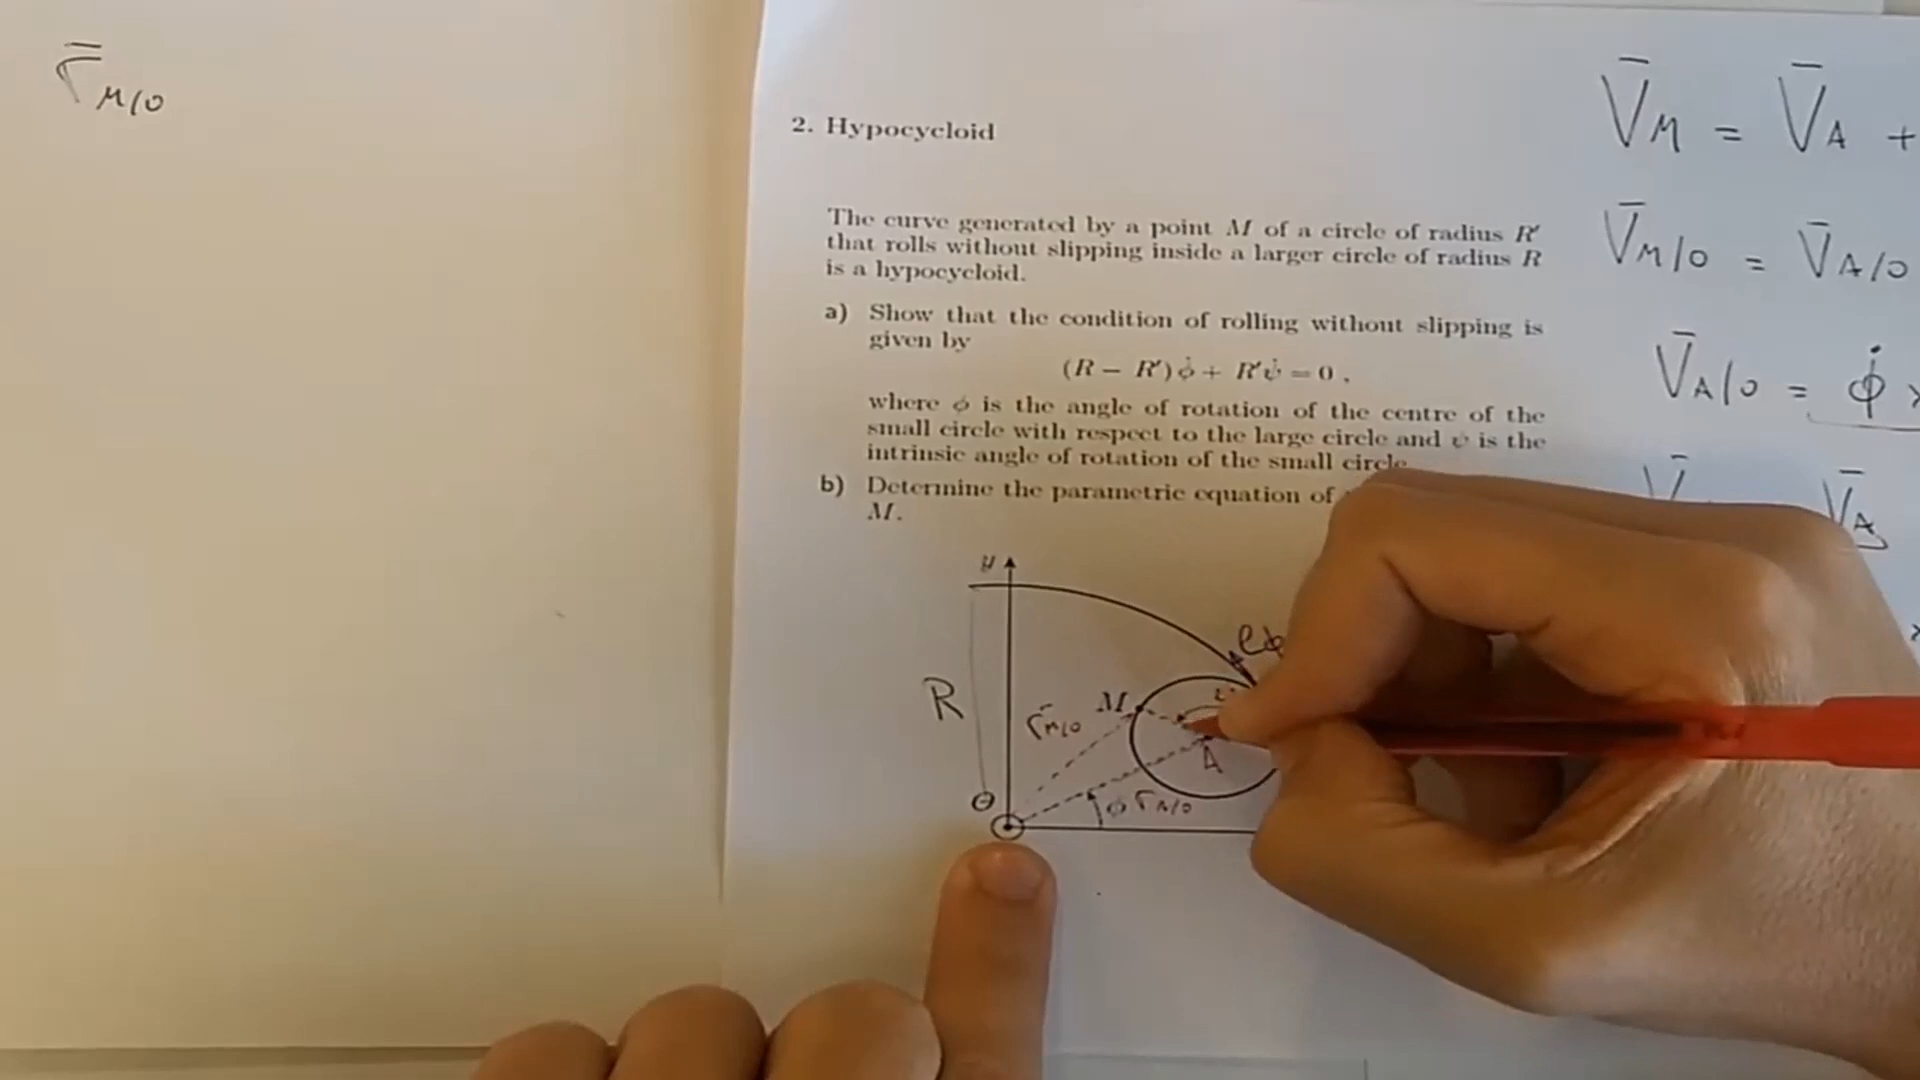 r̄ M/O
2. Hypocycloid
The curve generated by a point M of a circle of radius R′
that rolls without slipping inside a larger circle of radius R
is a hypocycloid.
a) Show that the condition of rolling without slipping is
given by
(R − R′)ϕ̇ + R′ψ̇ = 0 ,
where ϕ is the angle of rotation of the centre of the
small circle with respect to the large circle and ψ is the
intrinsic angle of rotation of the small circle
b) Determine the parametric equation of
M.
V̄M = V̄A +
V̄M/O = V̄A/O
V̄A/O = ϕ̇ ×
V̄ V̄A
×
y
eϕ
R
M
r̄M/O
A
O
ϕ
r̄A/O